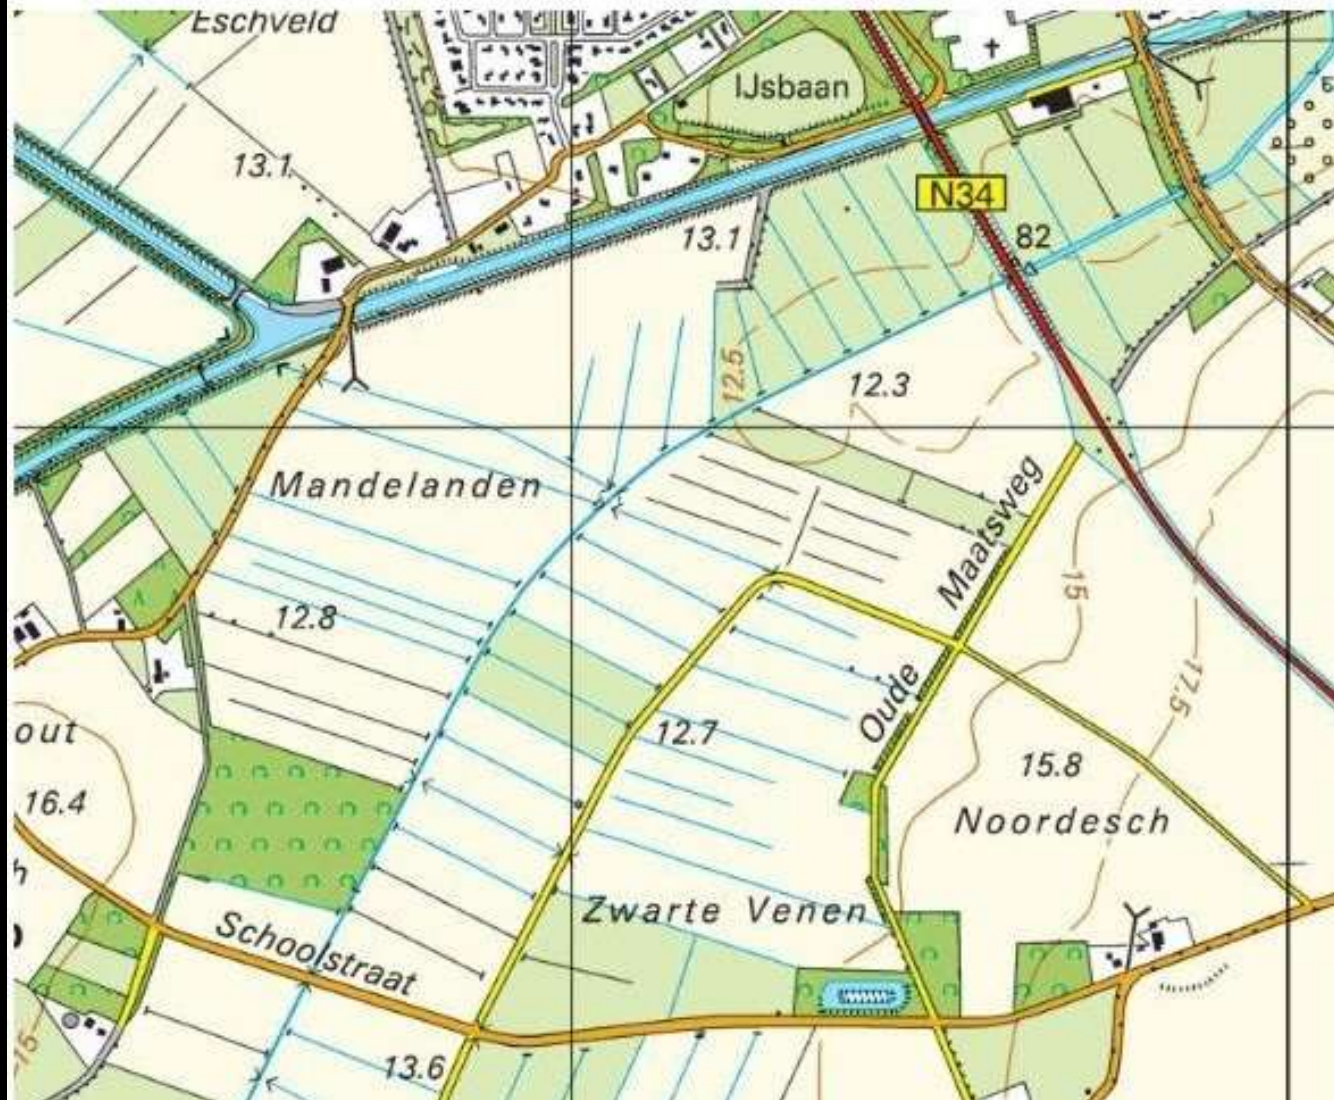 Eschveld
IJsbaan
13.1
N34
13.1
82
12.5
12.3
Mandelanden
Oude Maatsweg
15
12.8
17.5
out
12.7
15.8
16.4
Noordesch
Zwarte Venen
Schoolstraat
15
13.6